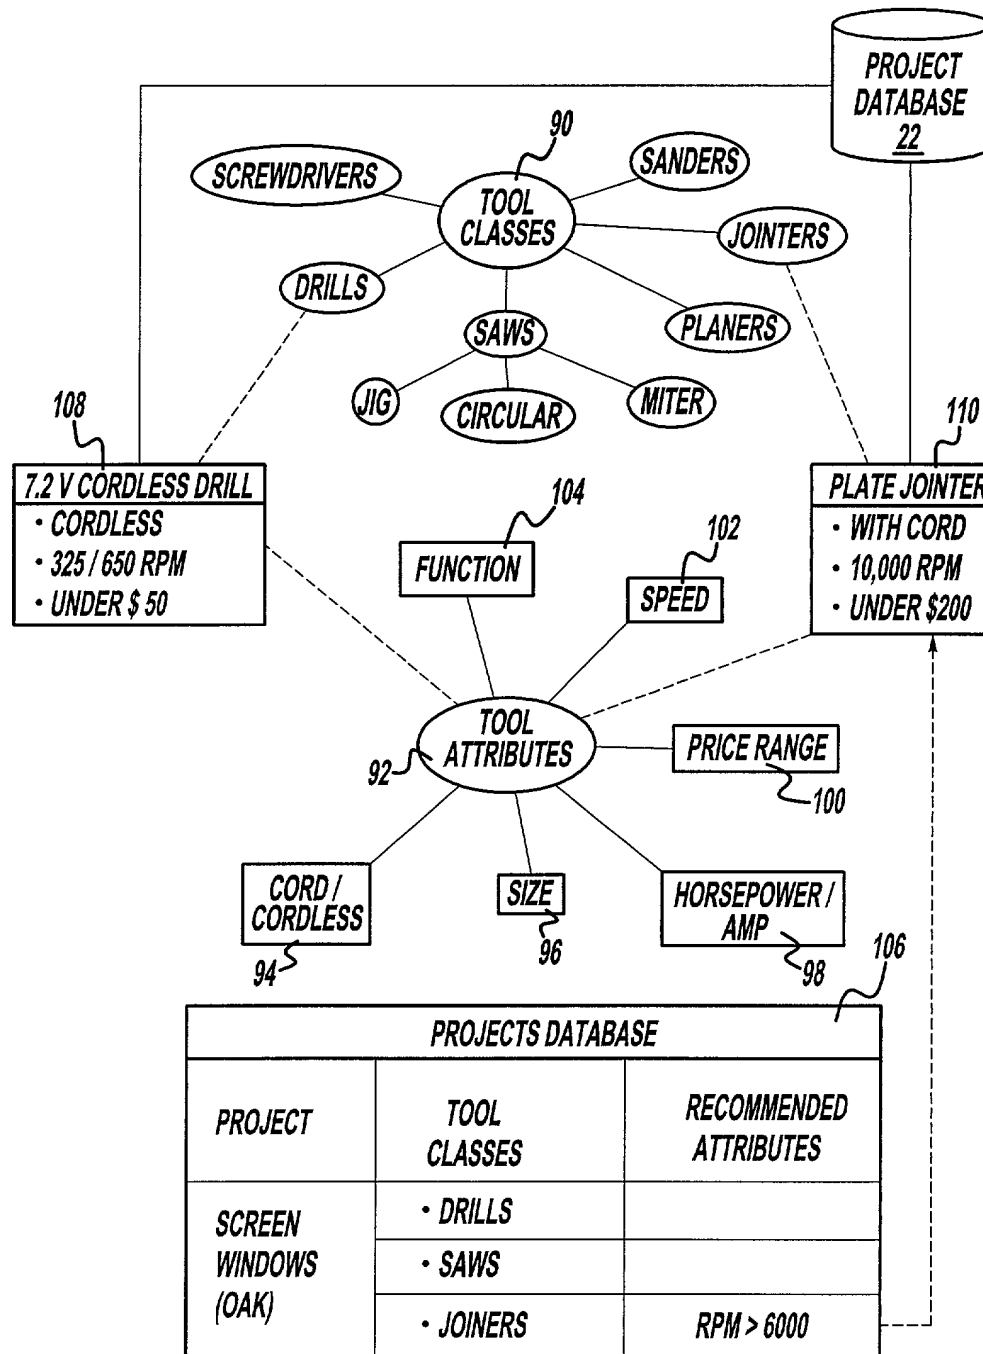 PROJECT
DATABASE
22
90
SCREWDRIVERS
SANDERS
TOOL
CLASSES
JOINTERS
DRILLS
SAWS
PLANERS
JIG
CIRCULAR
MITER
108
110
7.2 V CORDLESS DRILL
• CORDLESS
• 325 / 650 RPM
• UNDER $ 50
PLATE JOINTER
• WITH CORD
• 10,000 RPM
• UNDER $200
104
FUNCTION
102
SPEED
TOOL
ATTRIBUTES
92
PRICE RANGE
100
CORD /
CORDLESS
94
SIZE
96
HORSEPOWER /
AMP
98
106
PROJECTS DATABASE
PROJECT
TOOL
CLASSES
RECOMMENDED
ATTRIBUTES
SCREEN
WINDOWS
(OAK)
• DRILLS
• SAWS
• JOINERS
RPM > 6000